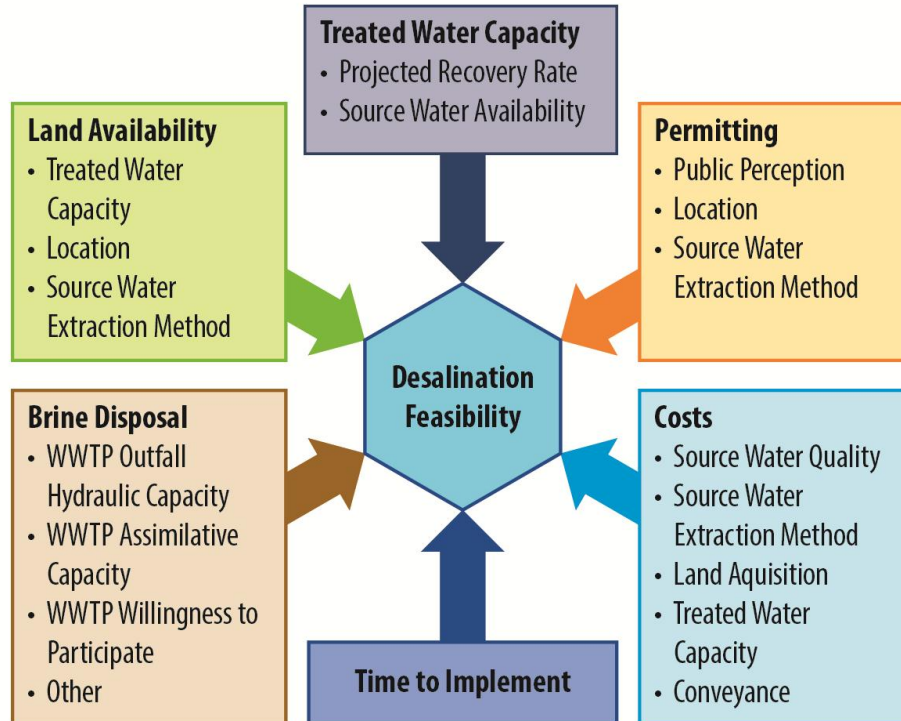 Treated Water Capacity
• Projected Recovery Rate
• Source Water Availability
Land Availability
• Treated Water
Capacity
• Location
• Source Water
Extraction Method
Permitting
• Public Perception
• Location
• Source Water
Extraction Method
Desalination
Feasibility
Brine Disposal
• WWTP Outfall
Hydraulic Capacity
• WWTP Assimilative
Capacity
• WWTP Willingness to
Participate
• Other
Costs
• Source Water Quality
• Source Water
Extraction Method
• Land Aquisition
• Treated Water
Capacity
• Conveyance
Time to Implement